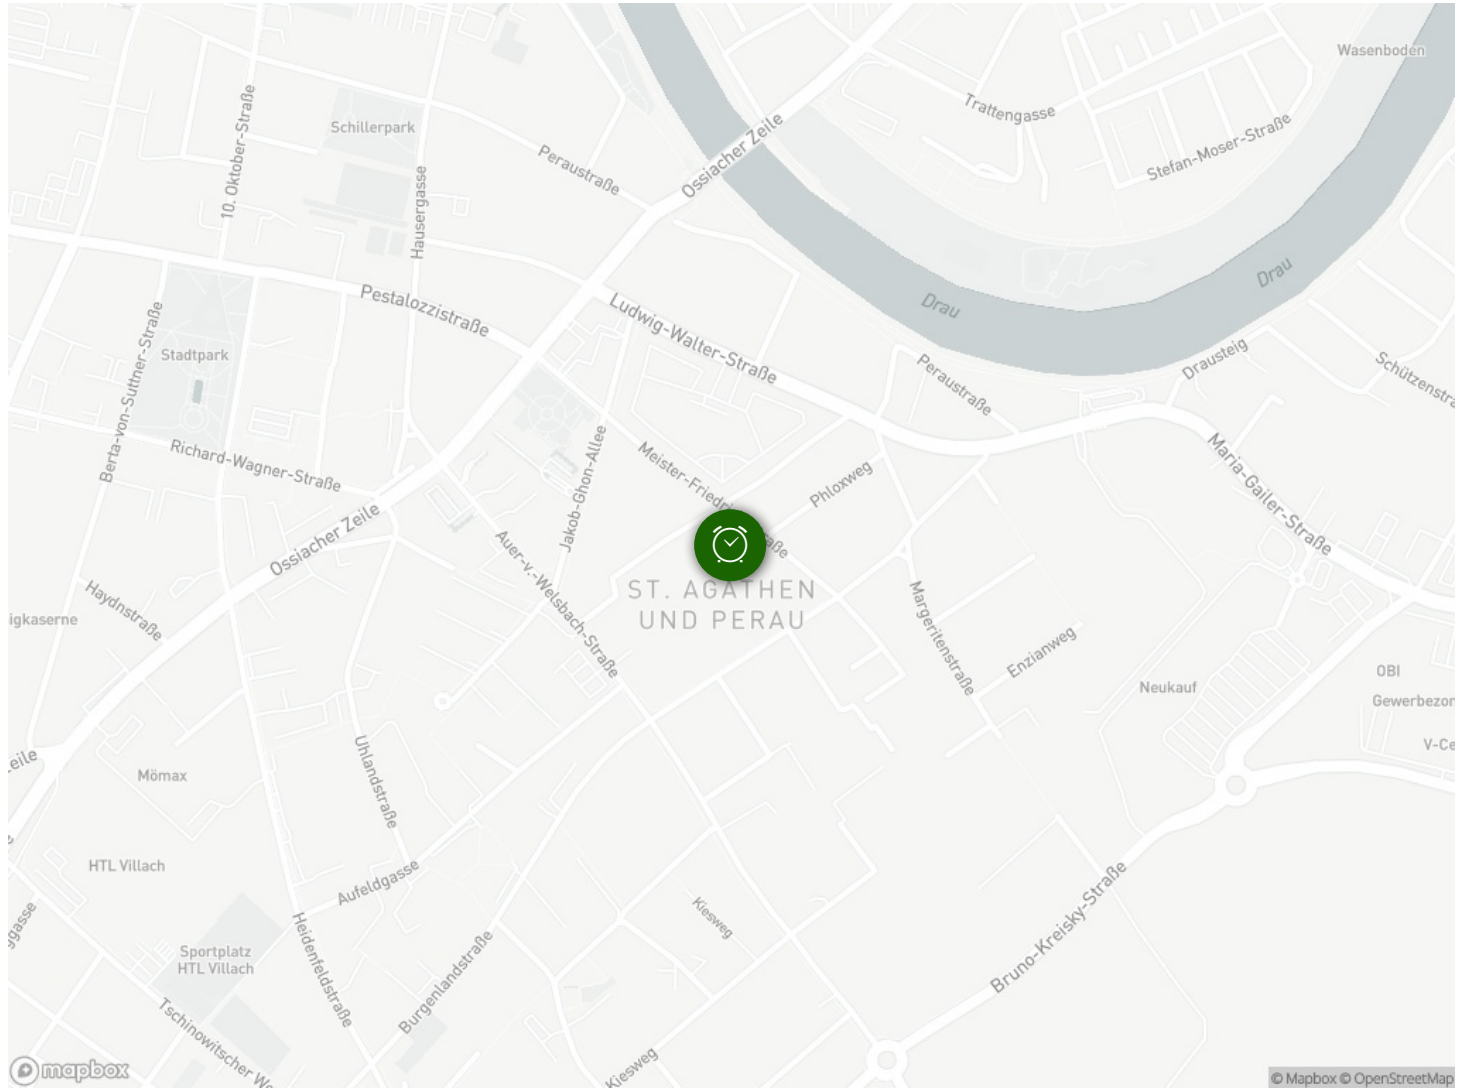 Wasenboden
Trattengasse
Schillerpark
10. Oktober-Straße
Peraustraße
Ossiacher Zeile
Stefan-Moser-Straße
Hausergasse
Drau
Drau
Pestalozzistraße
Ludwig-Walter-Straße
Stadtpark
Berta-von-Suttner-Straße
Drausteig
Peraustraße
Schützenstra
Richard-Wagner-Straße
Jakob-Ghon-Allee
Phloxweg
Maria-Gailer-Straße
Ossiacher Zeile
Auer-v.-Welsbach-Straße
ST. AGATHEN
UND PERAU
Haydnstraße
igkaserne
Margeritenstraße
Enzianweg
Neukauf
OBI
Gewerbezon
V-Ce
eile
Mömax
Uhlandstraße
HTL Villach
Aufeldgasse
Kiesweg
Bruno-Kreisky-Straße
ggasse
Sportplatz
HTL Villach
Heidenfeldstraße
Burgenlandstraße
Tschinowitscher We
Kiesweg
mapbox
© Mapbox © OpenStreetMap